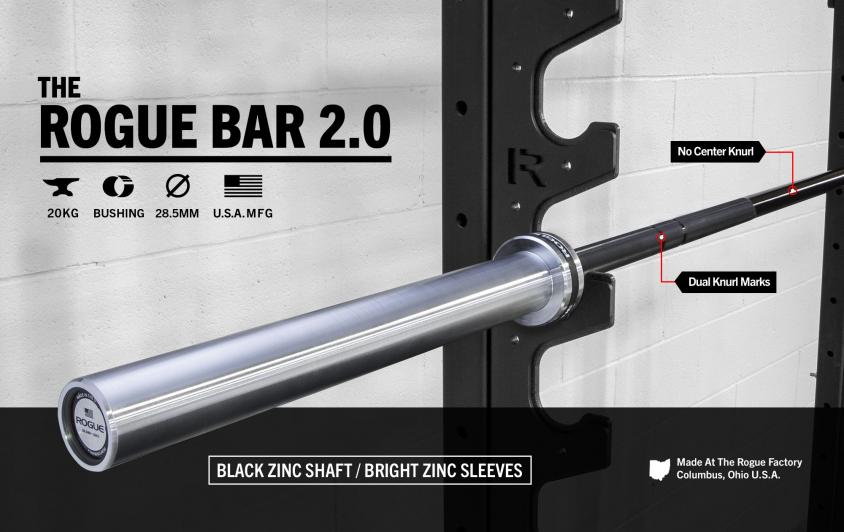 THE
ROGUE BAR 2.0
20KG BUSHING 28.5MM U.S.A. MFG
No Center Knurl
Dual Knurl Marks
R
ROGUE
BLACK ZINC SHAFT / BRIGHT ZINC SLEEVES
Made At The Rogue Factory
Columbus, Ohio U.S.A.